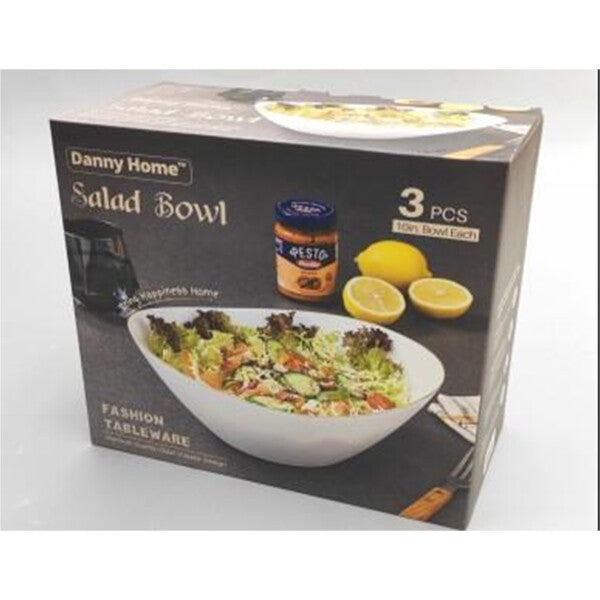 Danny Home™
Salad Bowl
3 PCS
10in. Bowl Each
PESTO
Happiness Home
FASHION
TABLEWARE